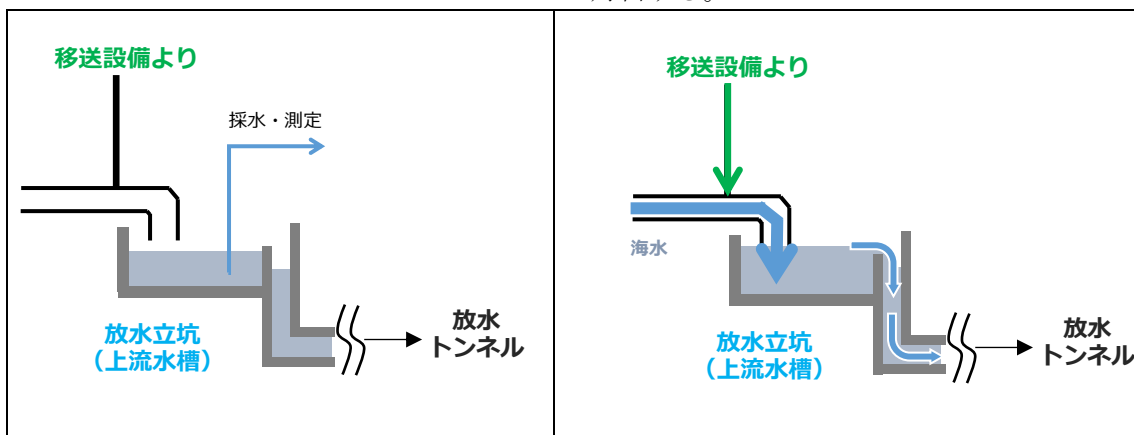 移送設備より
採水・測定
放水立坑
（上流水槽）
放水
トンネル
移送設備より
海水
放水立坑
（上流水槽）
放水
トンネル